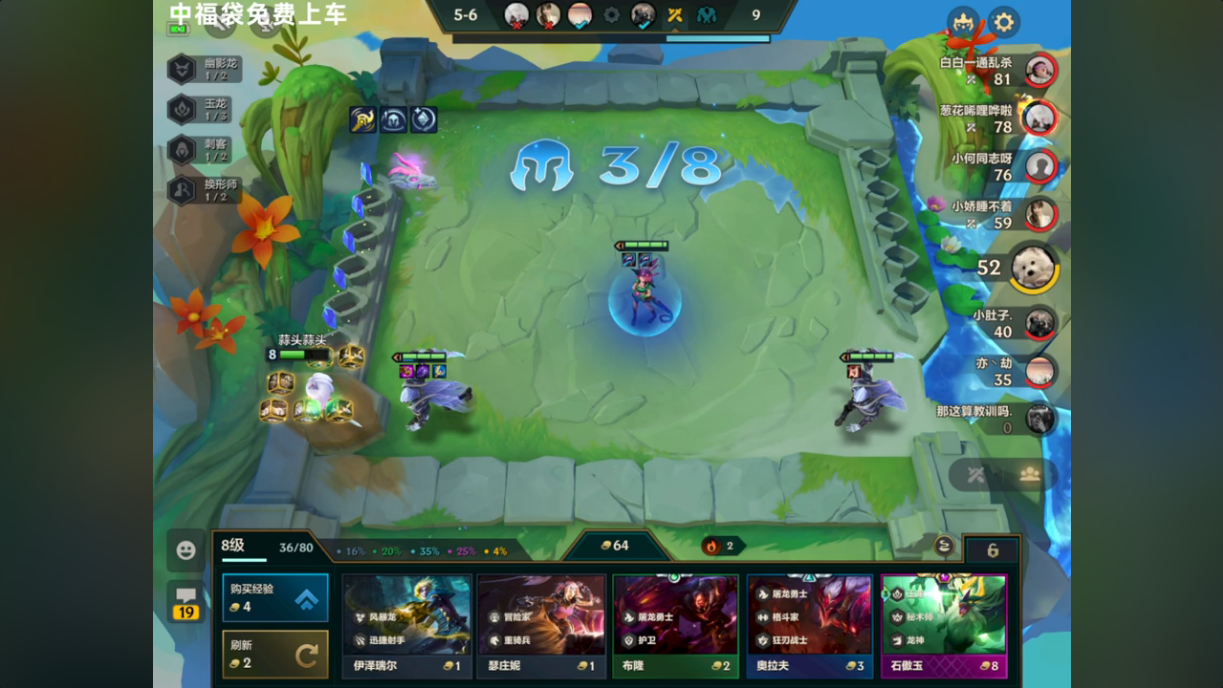 中福袋免费上车
5-6
9
幽影龙
1/2
玉龙
1/3
刺客
1/2
换形师
1/2
3/8
白白一通乱杀
81
葱花唏哩哗啦
78
小何同志呀
76
小娇睡不着
59
52
小肚子.
40
亦丶劫
35
那这算教训吗.
0
蒜头蒜头
8
19
8级
36/80
16%
20%
35%
25%
4%
64
2
6
购买经验
4
刷新
2
风暴龙
迅捷射手
伊泽瑞尔
1
冒险家
重骑兵
瑟庄妮
1
屠龙勇士
护卫
布隆
2
屠龙勇士
格斗家
狂刃战士
奥拉夫
3
玉龙
秘术师
龙神
石傲玉
8